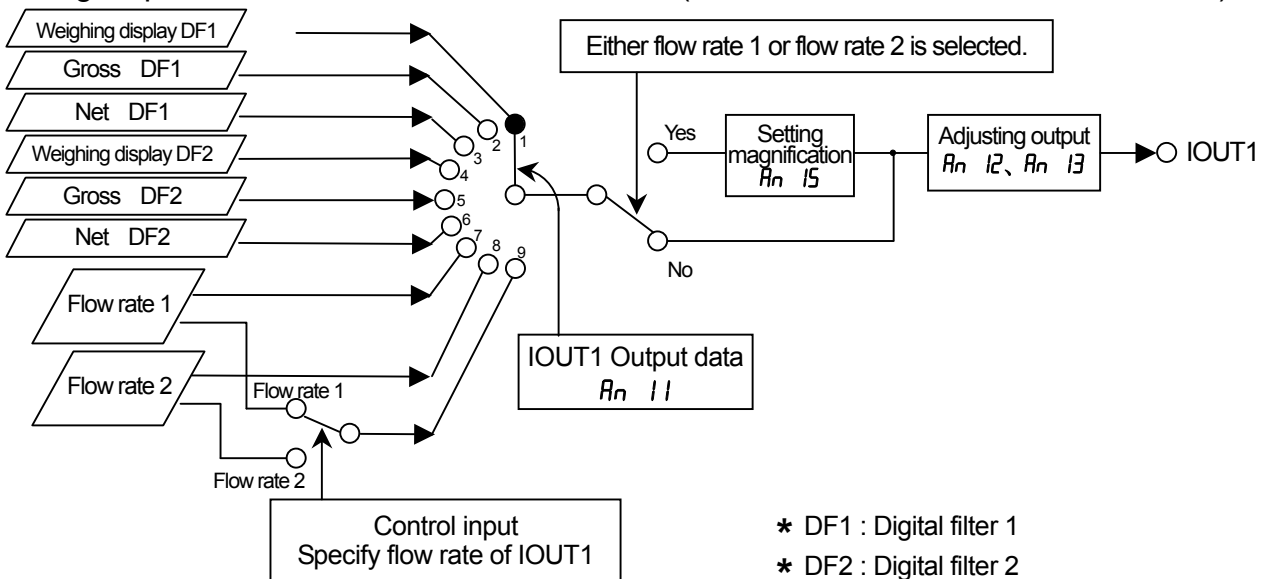 Weighing display DF1
Gross DF1
Net DF1
Weighing display DF2
Gross DF2
Net DF2
Flow rate 1
Flow rate 2
1
2
3
4
5
6
7
8
9
Either flow rate 1 or flow rate 2 is selected.
Yes
No
Setting
magnification
An 15
Adjusting output
An 12、An 13
IOUT1
IOUT1 Output data
An 11
Flow rate 1
Flow rate 2
Control input
Specify flow rate of IOUT1
* DF1 : Digital filter 1
* DF2 : Digital filter 2